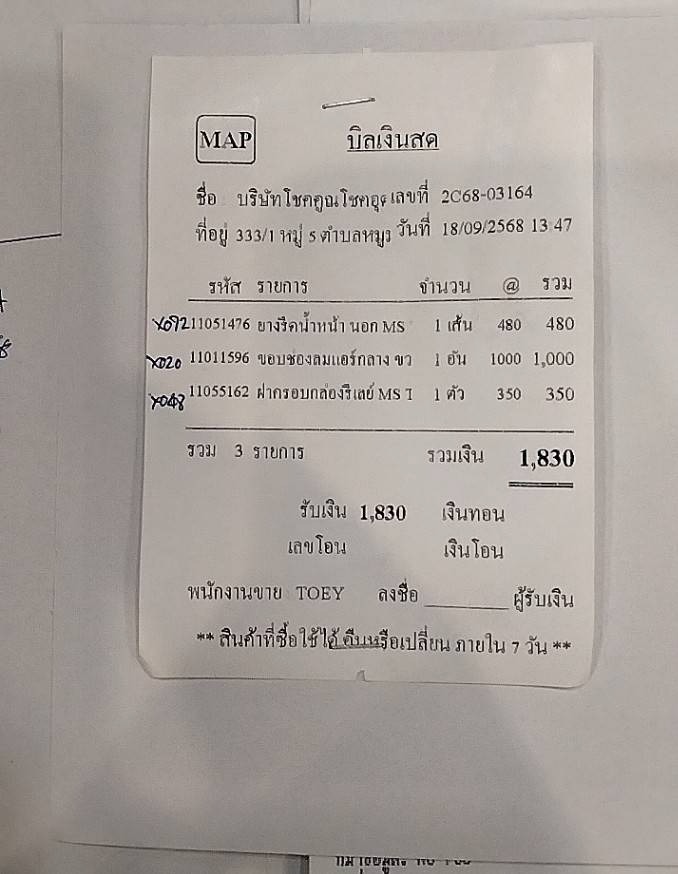 MAP บิลเงินสด
ชื่อ บริษัทโชคคูณโชคอุ เลขที่ 2C68-03164
ที่อยู่ 333/1 หมู่ 5 ตำบลหมูง วันที่ 18/09/2568 13 47
รหัส รายการ จำนวน @ รวม
X092 11051476 ยางรีดน้ำหน้า นอก MS 1 เส้น 480 480
X020 11011596 ขอบช่องลมแอร์กลาง ขว 1 อัน 1000 1,000
X048 11055162 ฝาครอบกล่องรีเลย์ MS T 1 ตัว 350 350
รวม 3 รายการ รวมเงิน 1,830
รับเงิน 1,830 เงินทอน
เลขโอน เงินโอน
พนักงานขาย TOEY ลงชื่อ ________ ผู้รับเงิน
** สินค้าที่ซื้อใช้ได้ คืนหรือเปลี่ยน ภายใน 7 วัน **